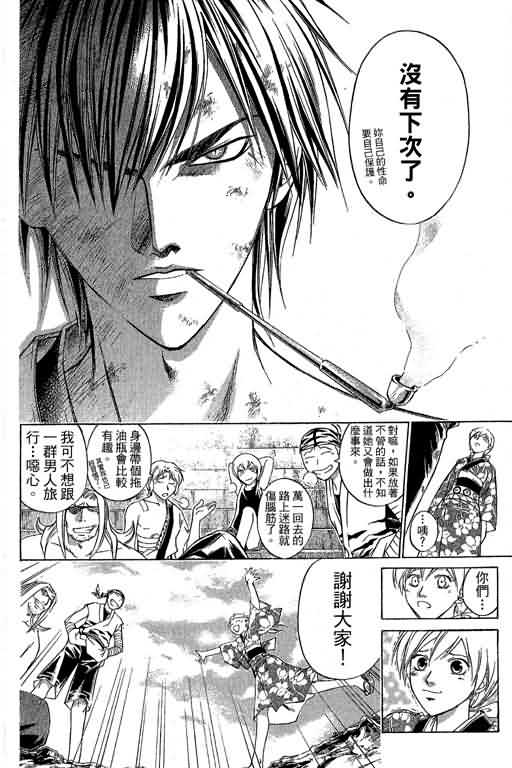 沒有下次了。
妳自己的性命
要自己保護。
…咦？
對嘛，如果放著
不管的話，不知
道她又會做出什
麼事來。
萬一回去的
路上迷路就
傷腦筋了。
身邊帶個拖
油瓶會比較
有趣。
我可不想跟
一群男人旅
行…噁心。
你們…
謝謝大家！